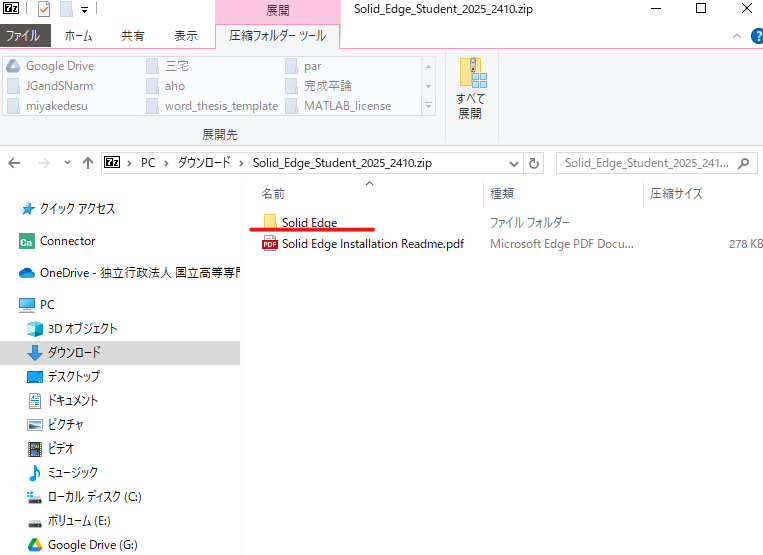 展開
Solid_Edge_Student_2025_2410.zip
ファイル
ホーム
共有
表示
圧縮フォルダー ツール
Google Drive
三宅
par
JGandSNarm
aho
完成卒論
miyakedesu
word_thesis_template
MATLAB_license
展開先
すべて
展開
PC
ダウンロード
Solid_Edge_Student_2025_2410.zip
Solid_Edge_Student_2025_241...
名前
種類
圧縮サイズ
Solid Edge
ファイル フォルダー
Solid Edge Installation Readme.pdf
Microsoft Edge PDF Docu...
278 KB
クイック アクセス
Connector
OneDrive - 独立行政法人 国立高等専門
PC
3D オブジェクト
ダウンロード
デスクトップ
ドキュメント
ピクチャ
ビデオ
ミュージック
ローカル ディスク (C:)
ボリューム (E:)
Google Drive (G:)